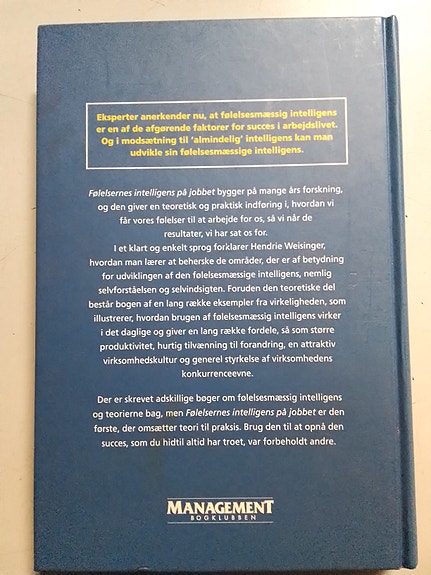 Eksperter anerkender nu, at følelsesmæssig intelligens
er en af de afgørende faktorer for succes i arbejdslivet.
Og i modsætning til 'almindelig' intelligens kan man
udvikle sin følelsesmæssige intelligens.
Følelsernes intelligens på jobbet bygger på mange års forskning,
og den giver en teoretisk og praktisk indføring i, hvordan vi
får vores følelser til at arbejde for os, så vi når de
resultater, vi har sat os for.
I et klart og enkelt sprog forklarer Hendrie Weisinger,
hvordan man lærer at beherske de områder, der er af betydning
for udviklingen af den følelsesmæssige intelligens, nemlig
selvforståelsen og selvindsigten. Foruden den teoretiske del
består bogen af en lang række eksempler fra virkeligheden, som
illustrerer, hvordan brugen af følelsesmæssig intelligens virker
i det daglige og giver en lang række fordele, så som større
produktivitet, hurtig tilvænning til forandring, en attraktiv
virksomhedskultur og generel styrkelse af virksomhedens
konkurrenceevne.
Der er skrevet adskillige bøger om følelsesmæssig intelligens
og teorierne bag, men Følelsernes intelligens på jobbet er den
første, der omsætter teori til praksis. Brug den til at opnå den
succes, som du hidtil altid har troet, var forbeholdt andre.
MANAGEMENT
BOGKLUBBEN